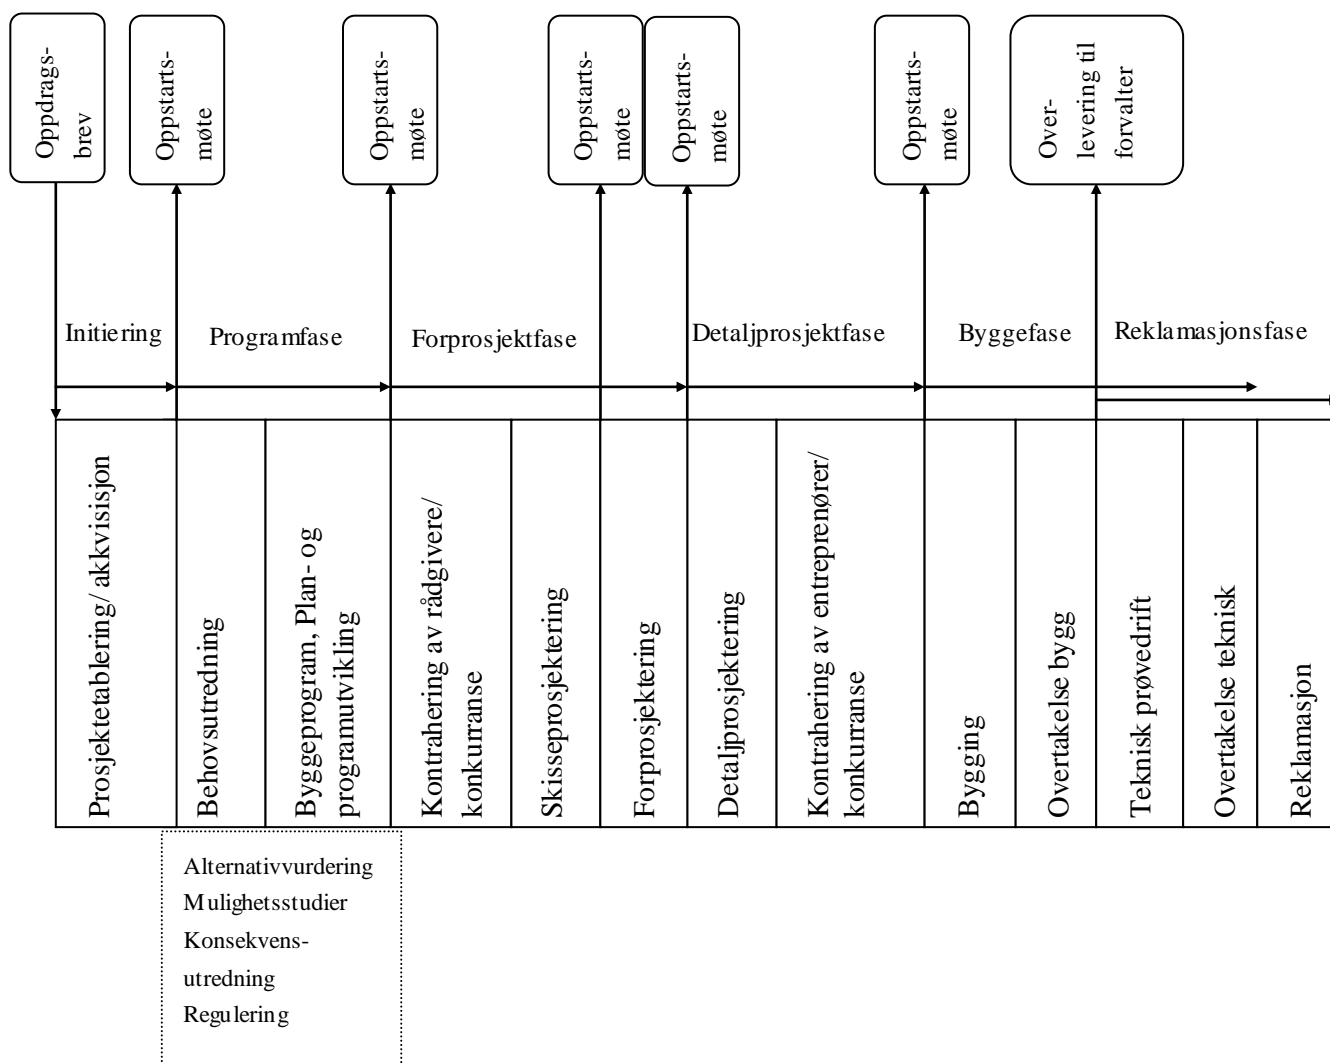 Oppdrags-
brev
Oppstarts-
møte
Oppstarts-
møte
Oppstarts-
møte
Oppstarts-
møte
Oppstarts-
møte
Over-
levering til
forvalter
Initiering
Programfase
Forprosjektfase
Detaljprosjektfase
Byggefase
Reklamasjonsfase
Prosjektetablering/ akkvisisjon
Behovsutredning
Byggeprogram, Plan- og
programutvikling
Kontrahering av rådgivere/
konkurranse
Skisseprosjektering
Forprosjektering
Detaljprosjektering
Kontrahering av entreprenører/
konkurranse
Bygging
Overtakelse bygg
Teknisk prøvedrift
Overtakelse teknisk
Reklamasjon
Alternativvurdering
Mulighetsstudier
Konsekvens-
utredning
Regulering